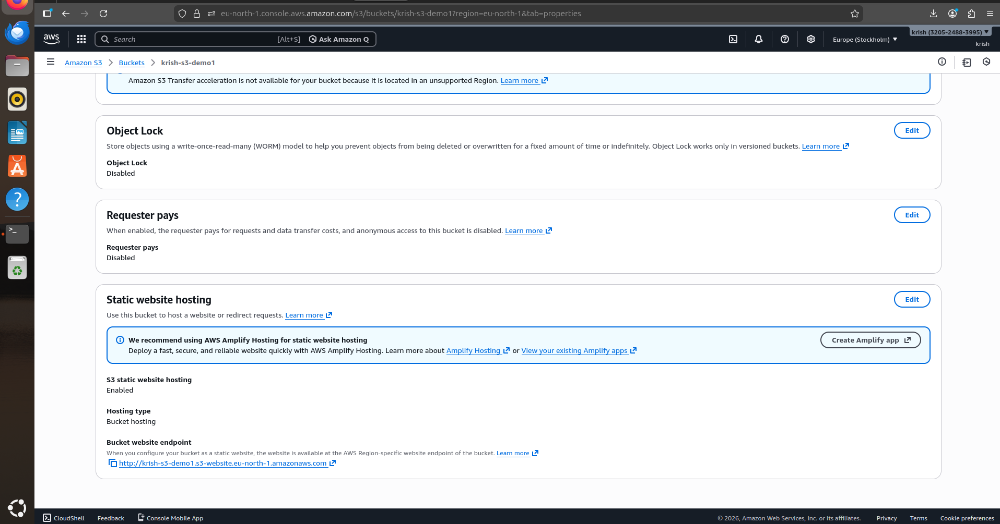 eu-north-1.console.aws.amazon.com/s3/buckets/krish-s3-demo1?region=eu-north-1&tab=properties
aws
Search [Alt+S] Ask Amazon Q
Europe (Stockholm)
krish (3205-2488-3995)
krish
Amazon S3 Buckets krish-s3-demo1
Amazon S3 Transfer acceleration is not available for your bucket because it is located in an unsupported Region. Learn more
Object Lock
Edit
Store objects using a write-once-read-many (WORM) model to help you prevent objects from being deleted or overwritten for a fixed amount of time or indefinitely. Object Lock works only in versioned buckets. Learn more
Object Lock
Disabled
Requester pays
Edit
When enabled, the requester pays for requests and data transfer costs, and anonymous access to this bucket is disabled. Learn more
Requester pays
Disabled
Static website hosting
Edit
Use this bucket to host a website or redirect requests. Learn more
We recommend using AWS Amplify Hosting for static website hosting
Create Amplify app
Deploy a fast, secure, and reliable website quickly with AWS Amplify Hosting. Learn more about Amplify Hosting or View your existing Amplify apps
S3 static website hosting
Enabled
Hosting type
Bucket hosting
Bucket website endpoint
When you configure your bucket as a static website, the website is available at the AWS Region-specific website endpoint of the bucket. Learn more
http://krish-s3-demo1.s3-website.eu-north-1.amazonaws.com
CloudShell Feedback Console Mobile App © 2026, Amazon Web Services, Inc. or its affiliates. Privacy Terms Cookie preferences